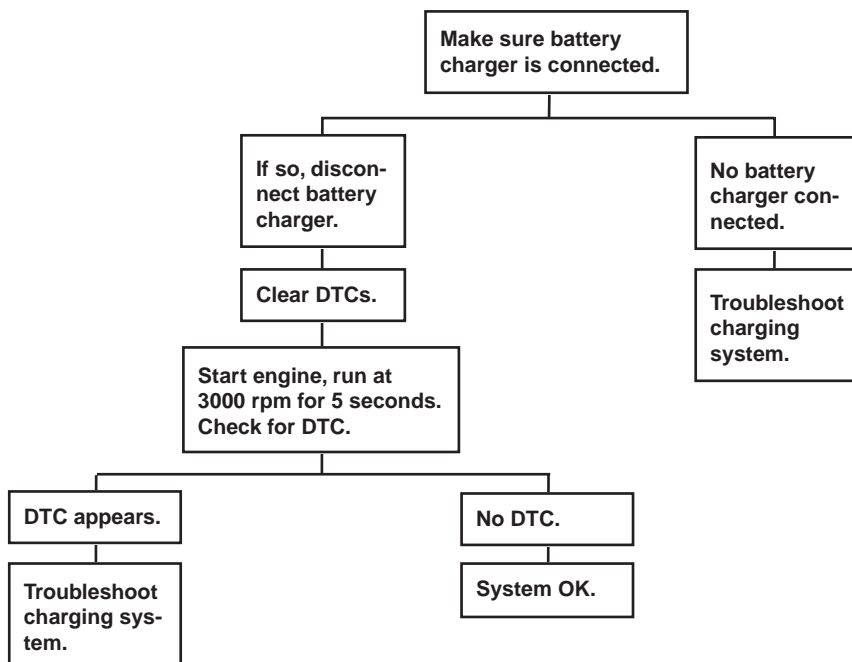 Make sure battery
charger is connected.
If so, discon-
nect battery
charger.
No battery
charger con-
nected.
Clear DTCs.
Troubleshoot
charging
system.
Start engine, run at
3000 rpm for 5 seconds.
Check for DTC.
DTC appears.
No DTC.
Troubleshoot
charging sys-
tem.
System OK.